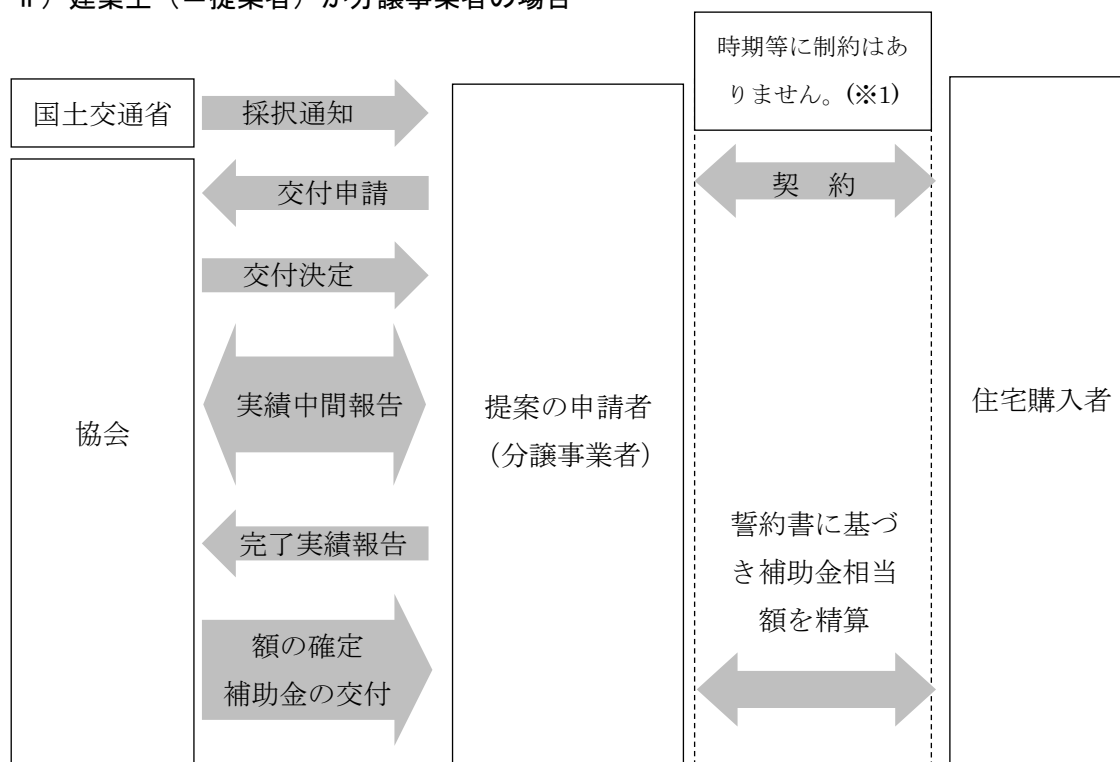 ⅱ）建築主（＝提案者）が分譲事業者の場合
時期等に制約はあ
りません。(※1)
国土交通省
採択通知
契　約
交付申請
交付決定
実績中間報告
協会
提案の申請者
（分譲事業者）
住宅購入者
完了実績報告
誓約書に基づ
き補助金相当
額を精算
額の確定
補助金の交付